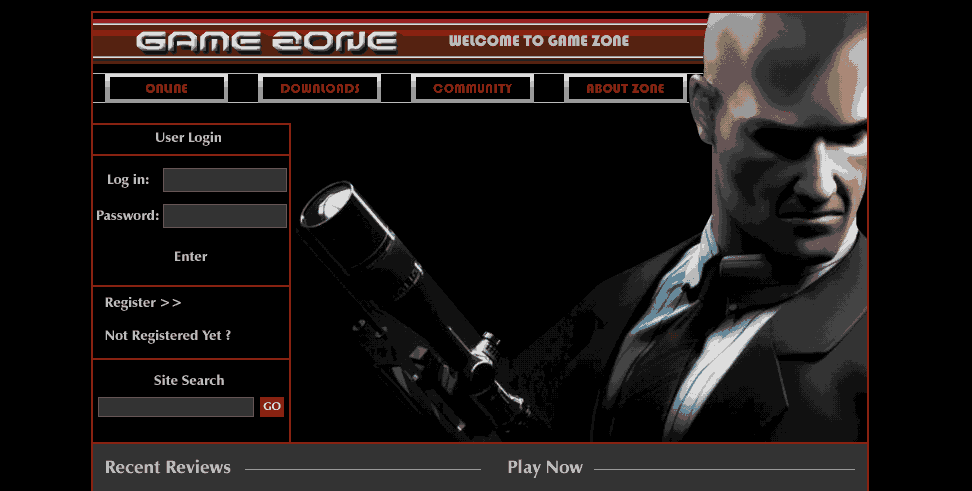 GAME ZONE
WELCOME TO GAME ZONE
ONLINE
DOWNLOADS
COMMUNITY
ABOUT ZONE
User Login
Log in:
Password:
Enter
Register >>
Not Registered Yet ?
Site Search
GO
Recent Reviews
Play Now